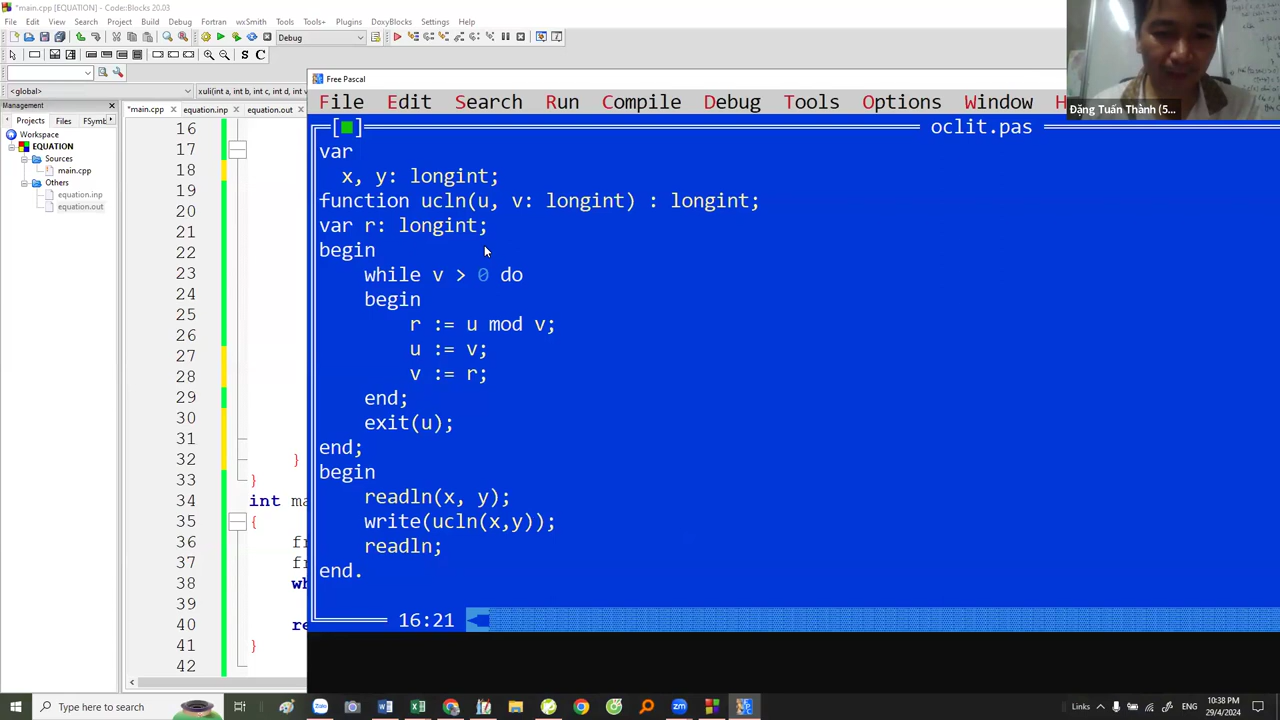 *main.cpp [EQUATION] - Code::Blocks 20.03
File Edit View Search Project Build Debug Fortran wxSmith Tools Tools+ Plugins DoxyBlocks Settings Help
Debug
S C
<global>
xuli(int a, int b, int c, int d, int
Management
Projects Files FSymb
*main.cpp equation.inp equation.out
Workspace
EQUATION
Sources
main.cpp
Others
equation.inp
equation.out
16
17
18
19
20
21
22
23
24
25
26
27
28
29
30
31
32 }
33 }
34 int ma
35 {
36 fr
37 fr
38 wh
39
40 re
41 }
42
Free Pascal
File Edit Search Run Compile Debug Tools Options Window H
oclit.pas
var
x, y: longint;
function ucln(u, v: longint) : longint;
var r: longint;
begin
while v > 0 do
begin
r := u mod v;
u := v;
v := r;
end;
exit(u);
end;
begin
readln(x, y);
write(ucln(x,y));
readln;
end.
16:21
Đặng Tuấn Thành (5...
Type here to search
Links
ENG
10:38 PM
29/4/2024